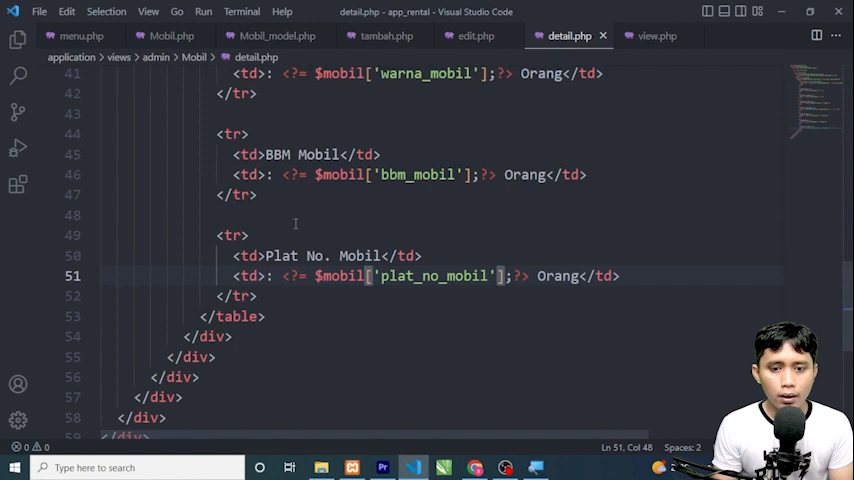 File Edit Selection View Go Run Terminal Help detail.php - app_rental - Visual Studio Code
menu.php Mobil.php Mobil_model.php tambah.php edit.php detail.php view.php
application > views > admin > Mobil > detail.php
41 <td>: <?= $mobil['warna_mobil'];?> Orang</td>
42 </tr>
43
44 <tr>
45 <td>BBM Mobil</td>
46 <td>: <?= $mobil['bbm_mobil'];?> Orang</td>
47 </tr>
48
49 <tr>
50 <td>Plat No. Mobil</td>
51 <td>: <?= $mobil['plat_no_mobil'];?> Orang</td>
52 </tr>
53 </table>
54 </div>
55 </div>
56 </div>
57 </div>
58 </div>
59 </div>
0 0 Ln 51, Col 48 Spaces: 2
Type here to search